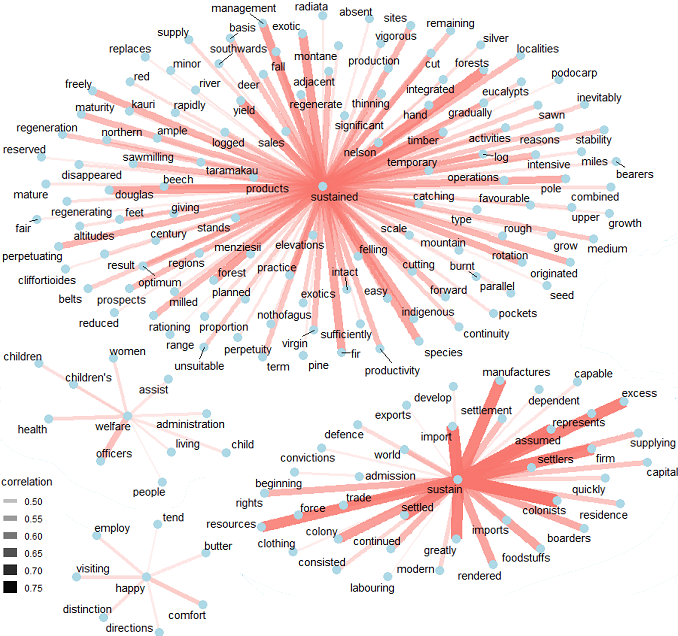 management
radiata
absent
sites
remaining
supply
basis
exotic
vigorous
silver
replaces
southwards
montane
production
cut
localities
minor
fall
forests
podocarp
red
river
deer
adjacent
integrated
eucalypts
freely
kauri
rapidly
yield
regenerate
thinning
hand
gradually
inevitably
maturity
significant
sawn
regeneration
northern
ample
logged
sales
nelson
timber
activities
reasons
stability
reserved
sawmilling
taramakau
temporary
log
intensive
miles
bearers
disappeared
beech
products
sustained
operations
pole
mature
douglas
catching
favourable
combined
fair
regenerating
feet
giving
type
upper
growth
altitudes
century
stands
scale
rough
perpetuating
menziesii
elevations
felling
mountain
grow
medium
cliffortioides
result
regions
practice
intact
cutting
burnt
rotation
originated
optimum
forest
belts
prospects
milled
planned
exotics
easy
forward
parallel
seed
reduced
nothofagus
indigenous
pockets
rationing
proportion
virgin
sufficiently
continuity
range
perpetuity
fir
species
unsuitable
term
pine
productivity
children
women
children's
assist
welfare
administration
health
officers
living
child
people
manufactures
capable
develop
dependent
excess
exports
settlement
represents
defence
import
assumed
supplying
convictions
world
settlers
firm
admission
sustain
capital
beginning
quickly
rights
trade
colonists
residence
resources
force
settled
imports
boarders
colony
clothing
continued
greatly
foodstuffs
consisted
modern
rendered
labouring
correlation
0.50
0.55
0.60
0.65
0.70
0.75
tend
employ
butter
visiting
happy
distinction
comfort
directions